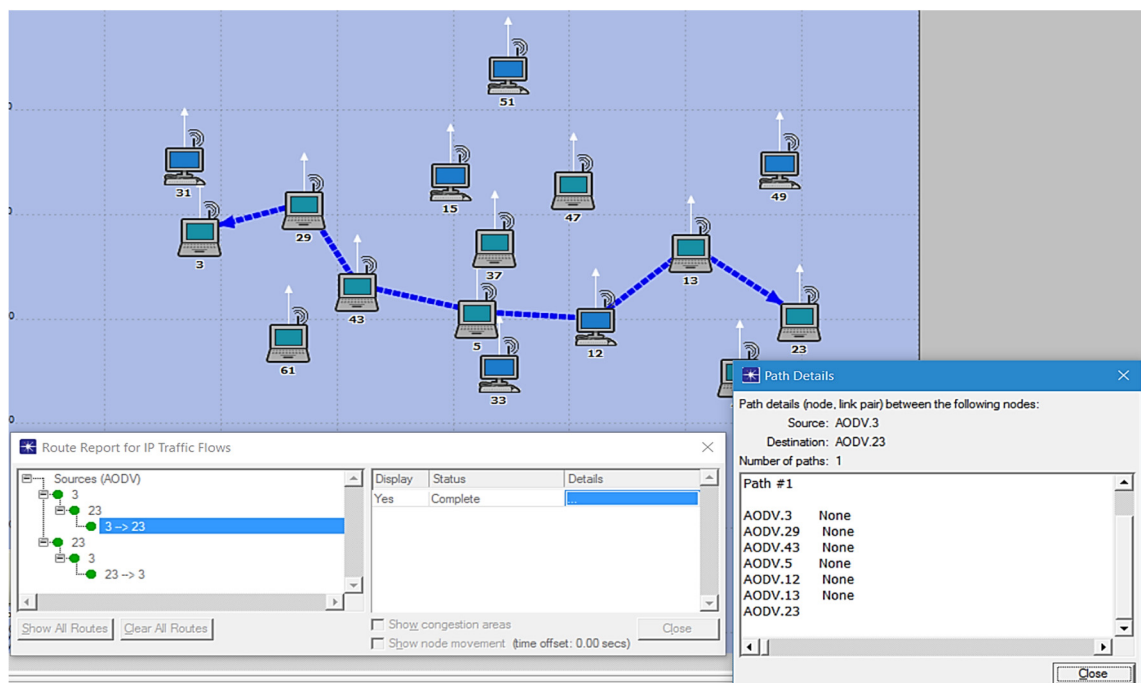 51
31
15
47
49
29
3
37
13
43
5
12
23
61
33
0
0
0
0
Route Report for IP Traffic Flows
Sources (AODV)
3
23
3 --> 23
23
3
23 --> 3
Display Status Details
Yes Complete ...
Show All Routes Clear All Routes
Show congestion areas
Show node movement (time offset: 0.00 secs)
Close
Path Details
Path details (node, link pair) between the following nodes:
Source: AODV.3
Destination: AODV.23
Number of paths: 1
Path #1
AODV.3 None
AODV.29 None
AODV.43 None
AODV.5 None
AODV.12 None
AODV.13 None
AODV.23
Close